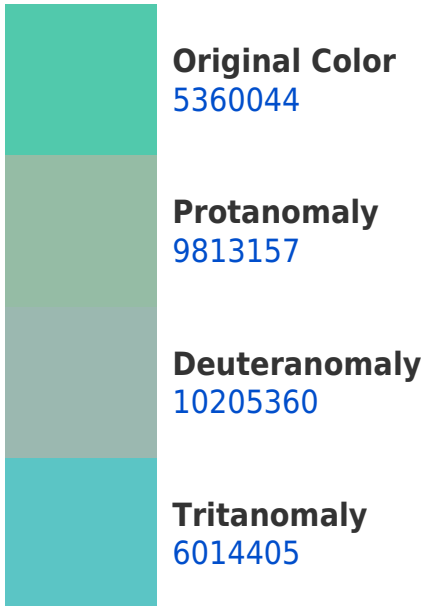 Original Color
5360044
Protanomaly
9813157
Deuteranomaly
10205360
Tritanomaly
6014405